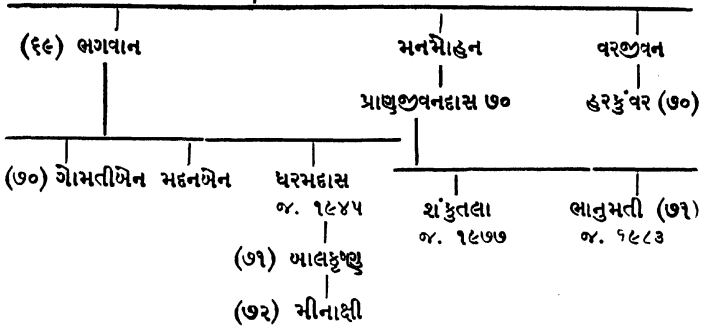 (૬૯) ભગવાન મનમોહન વરજીવન
પ્રાણજીવનદાસ ૭૦ હરકુંવર (૭૦)
(૭૦) ગોમતીબેન મદનબેન ધરમદાસ શંકુતલા ભાનુમતી (૭૧)
જ. ૧૯૪૫ જ. ૧૯૭૭ જ. ૧૯૮૩
(૭૧) બાલકૃષ્ણ
(૭૨) મીનાક્ષી